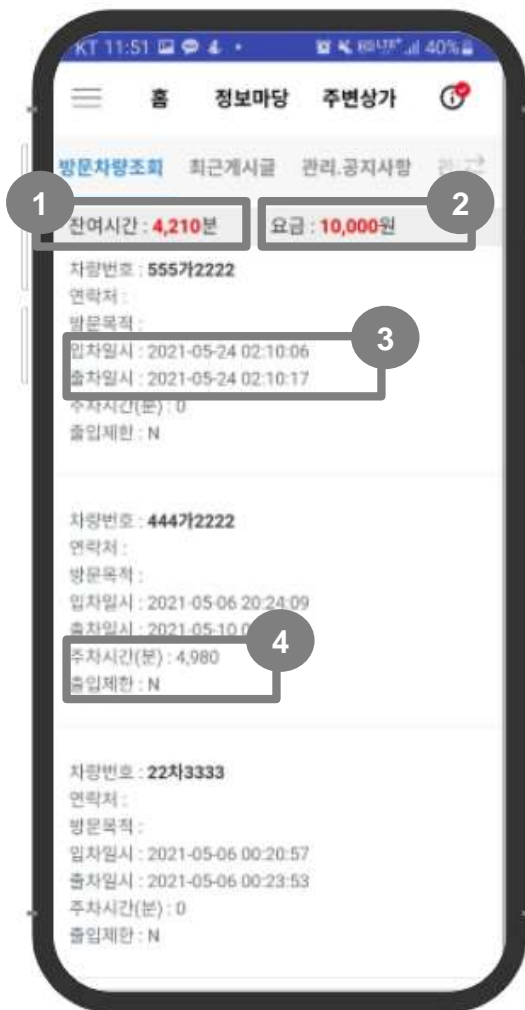 KT 11:51
40%
홈 정보마당 주변상가
방문차량조회 최근게시글 관리.공지사항
1
2
잔여시간 : 4,210분 요금 : 10,000원
차량번호 : 555가2222
연락처 :
방문목적 :
3
입차일시 : 2021-05-24 02:10:06
출차일시 : 2021-05-24 02:10:17
주차시간(분) : 0
출입제한 : N
차량번호 : 444가2222
연락처 :
방문목적 :
입차일시 : 2021-05-06 20:24:09
출차일시 : 2021-05-10
4
주차시간(분) : 4,980
출입제한 : N
차량번호 : 22차3333
연락처 :
방문목적 :
입차일시 : 2021-05-06 00:20:57
출차일시 : 2021-05-06 00:23:53
주차시간(분) : 0
출입제한 : N